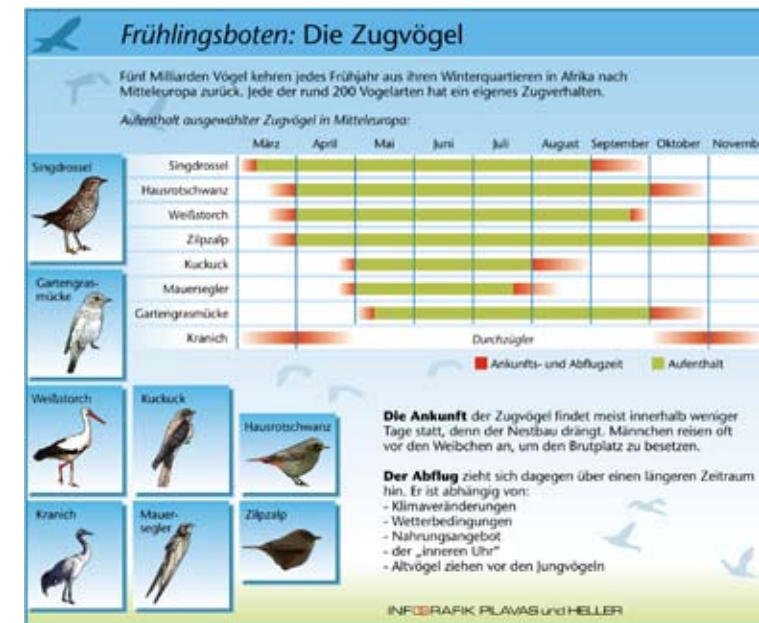 Frühlingsboten: Die Zugvögel
Fünf Milliarden Vögel kehren jedes Frühjahr aus ihren Winterquartieren in Afrika nach
Mitteleuropa zurück. Jede der rund 200 Vogelarten hat ein eigenes Zugverhalten.
Aufenthalt ausgewählter Zugvögel in Mitteleuropa:
März April Mai Juni Juli August September Oktober Novemb
Singdrossel
Hausrotschwanz
Weißstorch
Zilpzalp
Kuckuck
Mauersegler
Gartengrasmücke
Kranich
Durchzügler
Ankunfts- und Abflugzeit
Aufenthalt
Singdrossel
Gartengras-
mücke
Weißstorch
Kuckuck
Hausrotschwanz
Kranich
Mauer-
segler
Zilpzalp
Die Ankunft der Zugvögel findet meist innerhalb weniger
Tage statt, denn der Nestbau drängt. Männchen reisen oft
vor den Weibchen an, um den Brutplatz zu besetzen.
Der Abflug zieht sich dagegen über einen längeren Zeitraum
hin. Er ist abhängig von:
- Klimaveränderungen
- Wetterbedingungen
- Nahrungsangebot
- der „inneren Uhr"
- Altvögel ziehen vor den Jungvögeln
INFOGRAFIK PILAVAS und HELLER